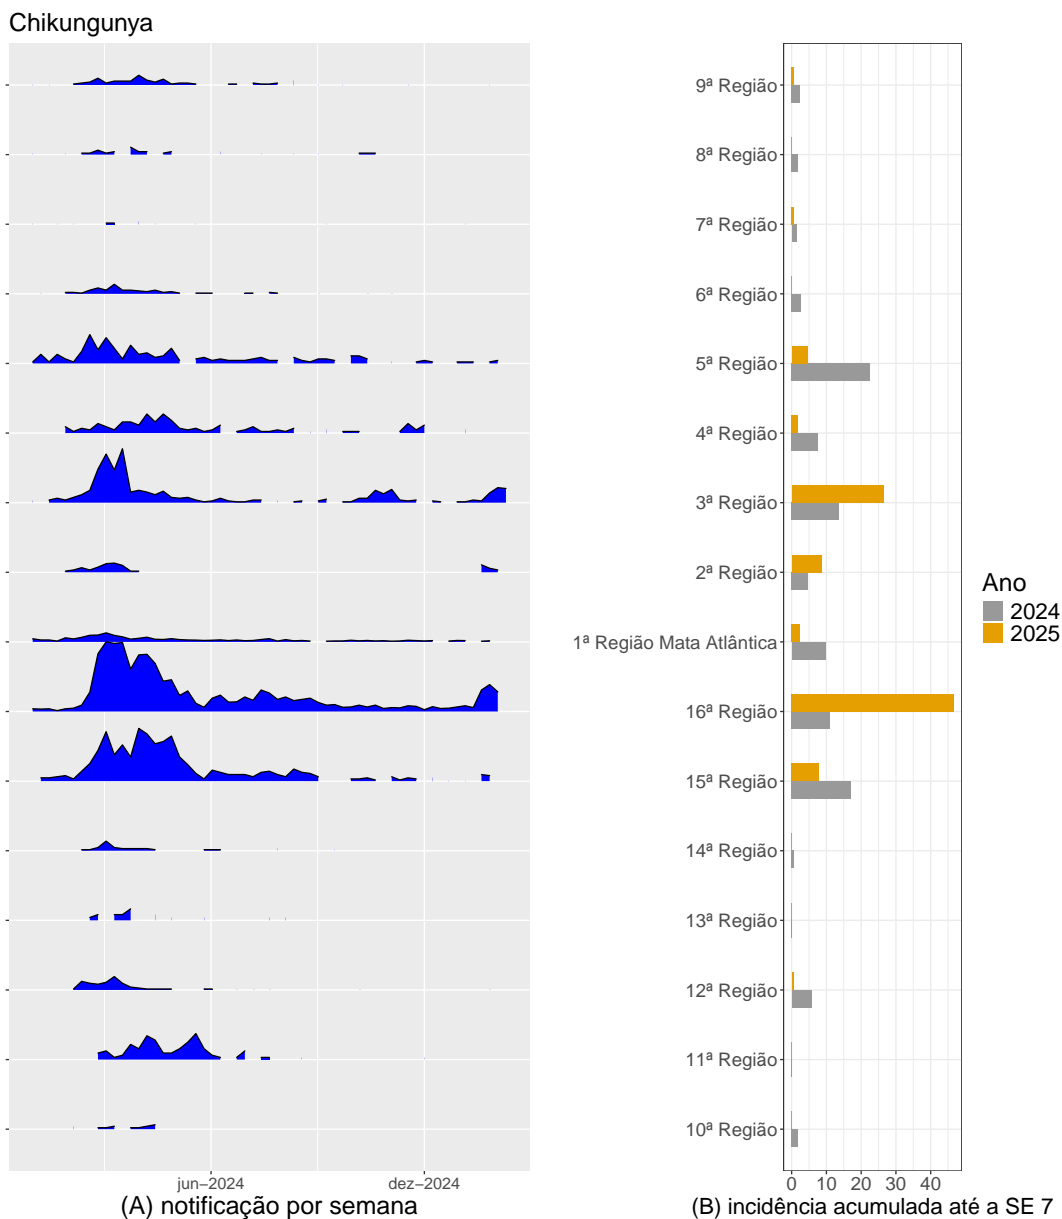 Chikungunya
9ª Região
8ª Região
7ª Região
6ª Região
5ª Região
4ª Região
3ª Região
2ª Região
1ª Região Mata Atlântica
16ª Região
15ª Região
14ª Região
13ª Região
12ª Região
11ª Região
10ª Região
Ano
2024
2025
jun–2024 dez–2024
0 10 20 30 40
(A) notificação por semana
(B) incidência acumulada até a SE 7